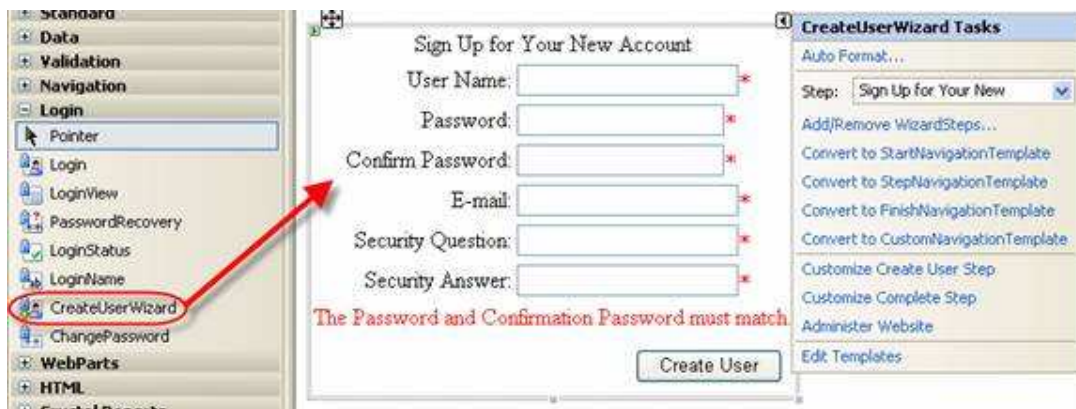 Standard
Data
Validation
Navigation
Login
Pointer
Login
LoginView
PasswordRecovery
LoginStatus
LoginName
CreateUserWizard
ChangePassword
WebParts
HTML
Crystal Reports
Sign Up for Your New Account
User Name: *
Password: *
Confirm Password: *
E-mail: *
Security Question: *
Security Answer: *
The Password and Confirmation Password must match.
Create User
CreateUserWizard Tasks
Auto Format...
Step: Sign Up for Your New
Add/Remove WizardSteps...
Convert to StartNavigationTemplate
Convert to StepNavigationTemplate
Convert to FinishNavigationTemplate
Convert to CustomNavigationTemplate
Customize Create User Step
Customize Complete Step
Administer Website
Edit Templates